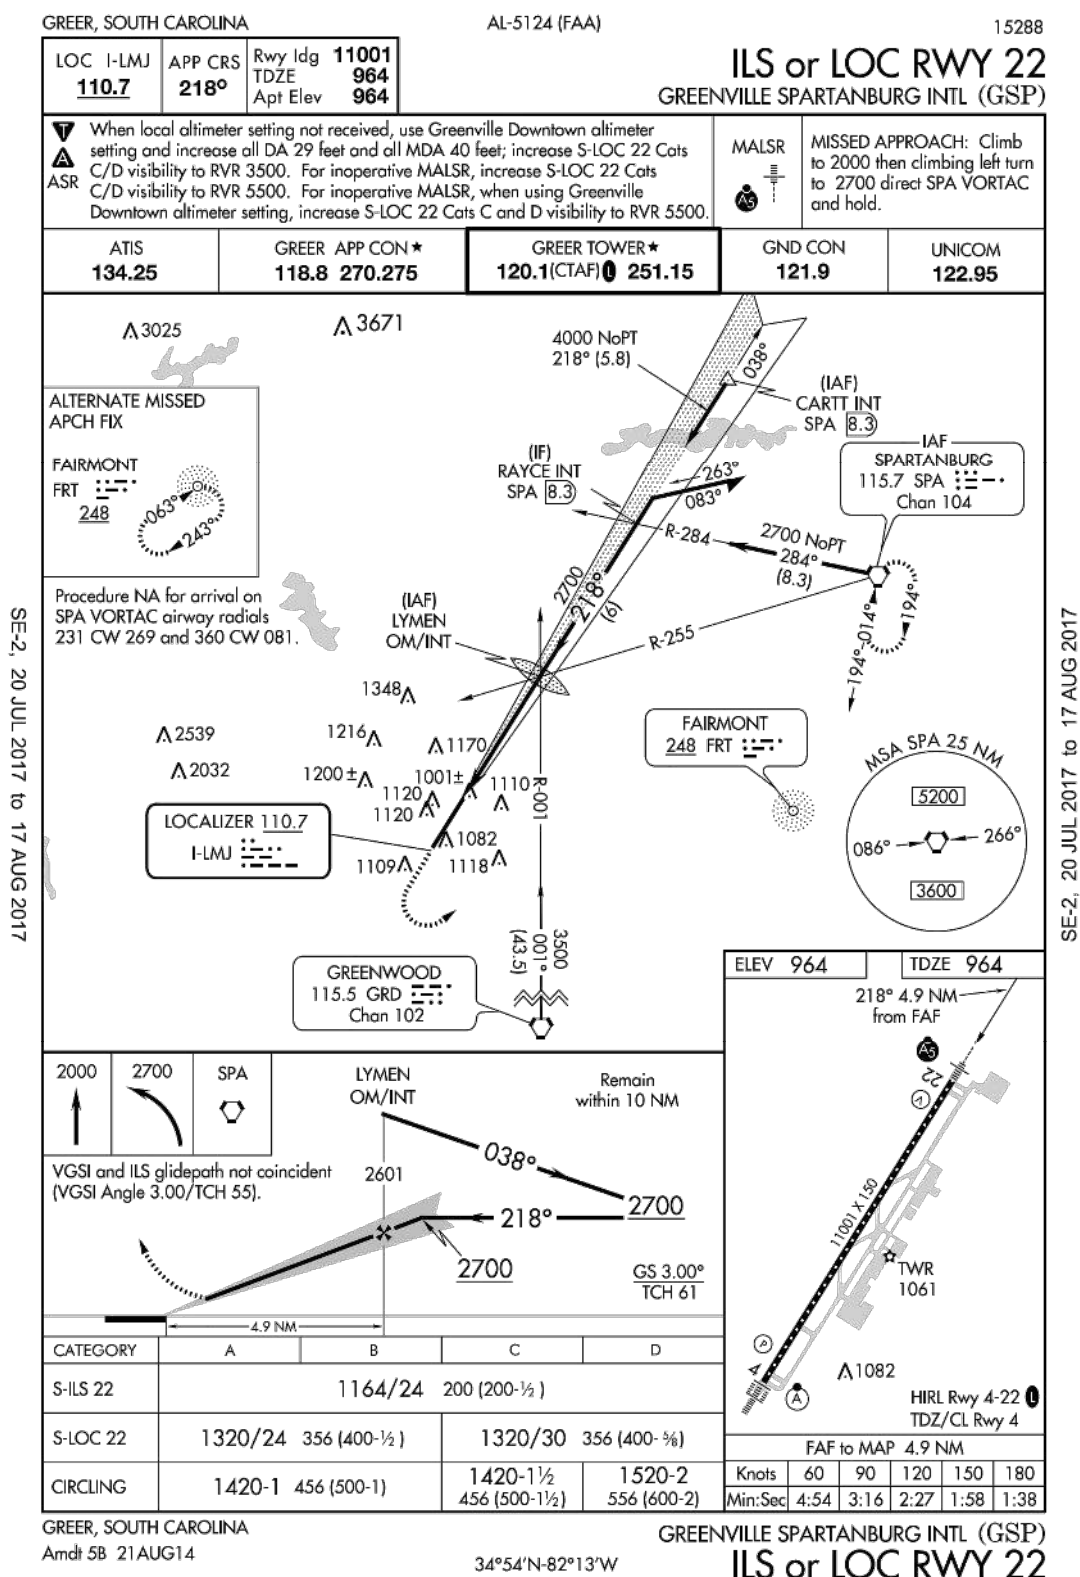 GREER, SOUTH CAROLINA
AL-5124 (FAA)
15288
LOC I-LMJ
110.7
APP CRS
218°
Rwy ldg 11001
TDZE 964
Apt Elev 964
ILS or LOC RWY 22
GREENVILLE SPARTANBURG INTL (GSP)
T
A
ASR
When local altimeter setting not received, use Greenville Downtown altimeter
setting and increase all DA 29 feet and all MDA 40 feet; increase S-LOC 22 Cats
C/D visibility to RVR 3500. For inoperative MALSR, increase S-LOC 22 Cats
C/D visibility to RVR 5500. For inoperative MALSR, when using Greenville
Downtown altimeter setting, increase S-LOC 22 Cats C and D visibility to RVR 5500.
MALSR
A5
MISSED APPROACH: Climb
to 2000 then climbing left turn
to 2700 direct SPA VORTAC
and hold.
ATIS
134.25
GREER APP CON★
118.8 270.275
GREER TOWER★
120.1(CTAF) L 251.15
GND CON
121.9
UNICOM
122.95
3025
3671
4000 NoPT
218° (5.8)
038°
(IAF)
CARTT INT
SPA 8.3
ALTERNATE MISSED
APCH FIX
FAIRMONT
FRT
248
063°
243°
(IF)
RAYCE INT
SPA 8.3
263°
083°
IAF
SPARTANBURG
115.7 SPA
Chan 104
R-284
2700 NoPT
284°
(8.3)
Procedure NA for arrival on
SPA VORTAC airway radials
231 CW 269 and 360 CW 081.
(IAF)
LYMEN
OM/INT
2700
218°
(6)
R-255
194°
014°
194°
1348
2539
1216
1170
2032
1200±
1001±
1110
1120
1120
R-001
FAIRMONT
248 FRT
MSA SPA 25 NM
5200
086°
266°
3600
LOCALIZER 110.7
I-LMJ
1082
1109
1118
3500
001°
(43.5)
GREENWOOD
115.5 GRD
Chan 102
ELEV 964
TDZE 964
218° 4.9 NM
from FAF
A5
22
V
11001 X 150
TWR
1061
P
4
A
1082
HIRL Rwy 4-22 L
TDZ/CL Rwy 4
2000
2700
SPA
LYMEN
OM/INT
Remain
within 10 NM
VGSI and ILS glidepath not coincident
(VGSI Angle 3.00/TCH 55).
2601
038°
2700
218°
2700
GS 3.00°
TCH 61
4.9 NM
CATEGORY A B C D
S-ILS 22 1164/24 200 (200-½)
S-LOC 22 1320/24 356 (400-½) 1320/30 356 (400-⅝)
CIRCLING 1420-1 456 (500-1) 1420-1½ 456 (500-1½) 1520-2 556 (600-2)
FAF to MAP 4.9 NM
Knots 60 90 120 150 180
Min:Sec 4:54 3:16 2:27 1:58 1:38
GREER, SOUTH CAROLINA
Amdt 5B 21AUG14
34°54'N-82°13'W
GREENVILLE SPARTANBURG INTL (GSP)
ILS or LOC RWY 22
SE-2, 20 JUL 2017 to 17 AUG 2017
SE-2, 20 JUL 2017 to 17 AUG 2017